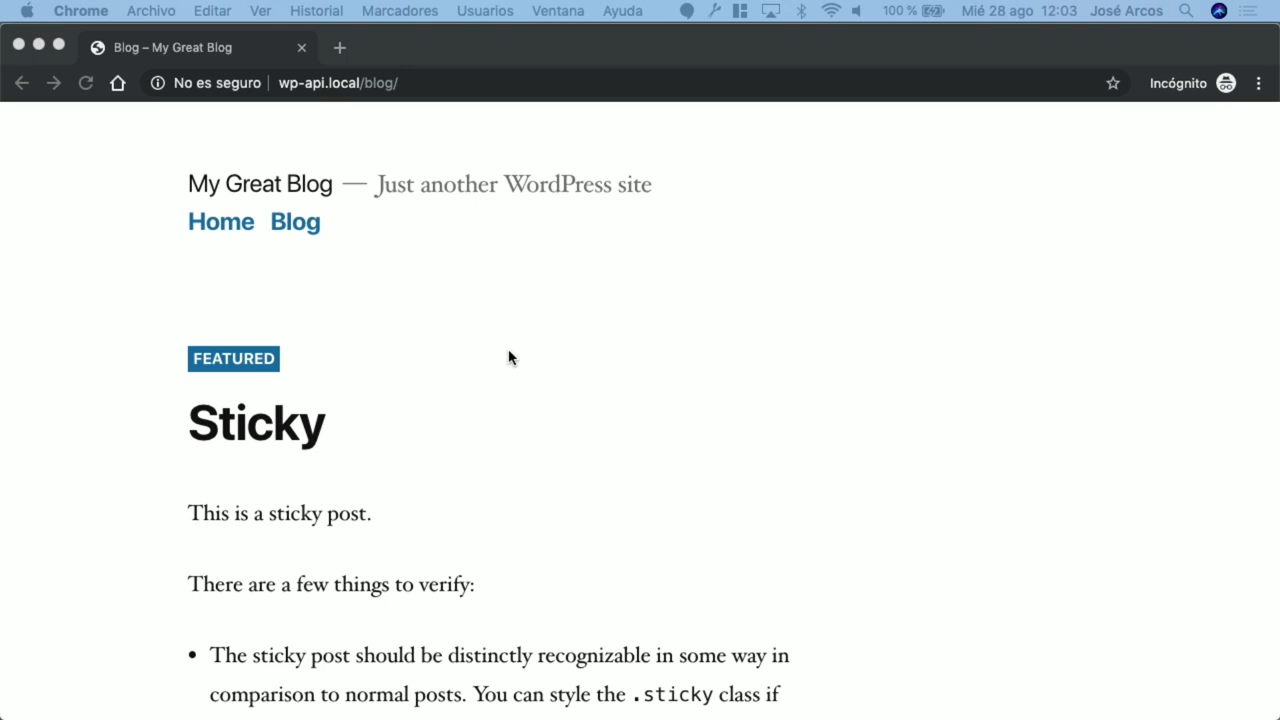 Chrome Archivo Editar Ver Historial Marcadores Usuarios Ventana Ayuda 100 % Mié 28 ago 12:03 José Arcos
Blog – My Great Blog
No es seguro wp-api.local/blog/ Incógnito
My Great Blog — Just another WordPress site
Home Blog
FEATURED
Sticky
This is a sticky post.
There are a few things to verify:
• The sticky post should be distinctly recognizable in some way in
comparison to normal posts. You can style the .sticky class if